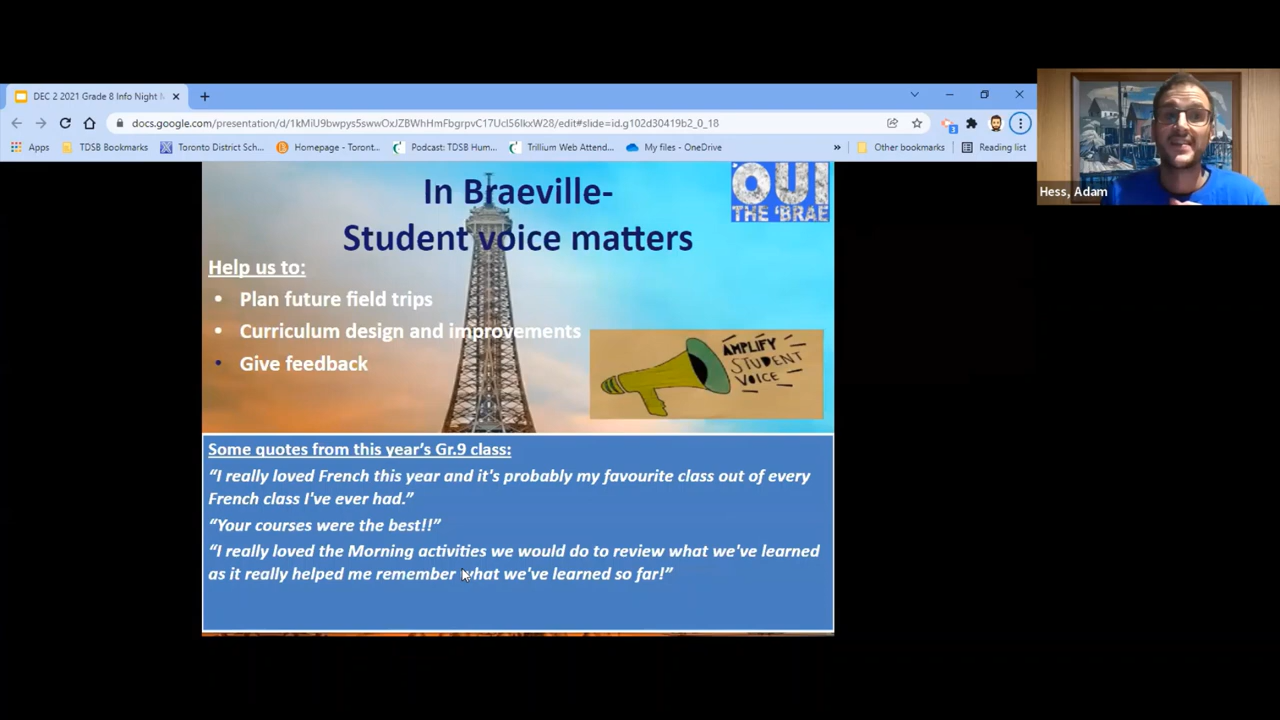 DEC 2 2021 Grade 8 Info Night
docs.google.com/presentation/d/1kMiU9bwpys5swwOxJZBWhHmFbgrpvC17UcI56IkxW28/edit#slide=id.g102d30419b2_0_18
Apps TDSB Bookmarks Toronto District Sch... Homepage - Toront... Podcast: TDSB Hum... Trillium Web Attend... My files - OneDrive » Other bookmarks Reading list
3
Hess, Adam
OUI
THE 'BRAE
In Braeville-
Student voice matters
Help us to:
• Plan future field trips
• Curriculum design and improvements
• Give feedback
AMPLIFY
STUDENT
VOICE
Some quotes from this year's Gr.9 class:
“I really loved French this year and it's probably my favourite class out of every
French class I've ever had.”
“Your courses were the best!!”
“I really loved the Morning activities we would do to review what we've learned
as it really helped me remember what we've learned so far!”